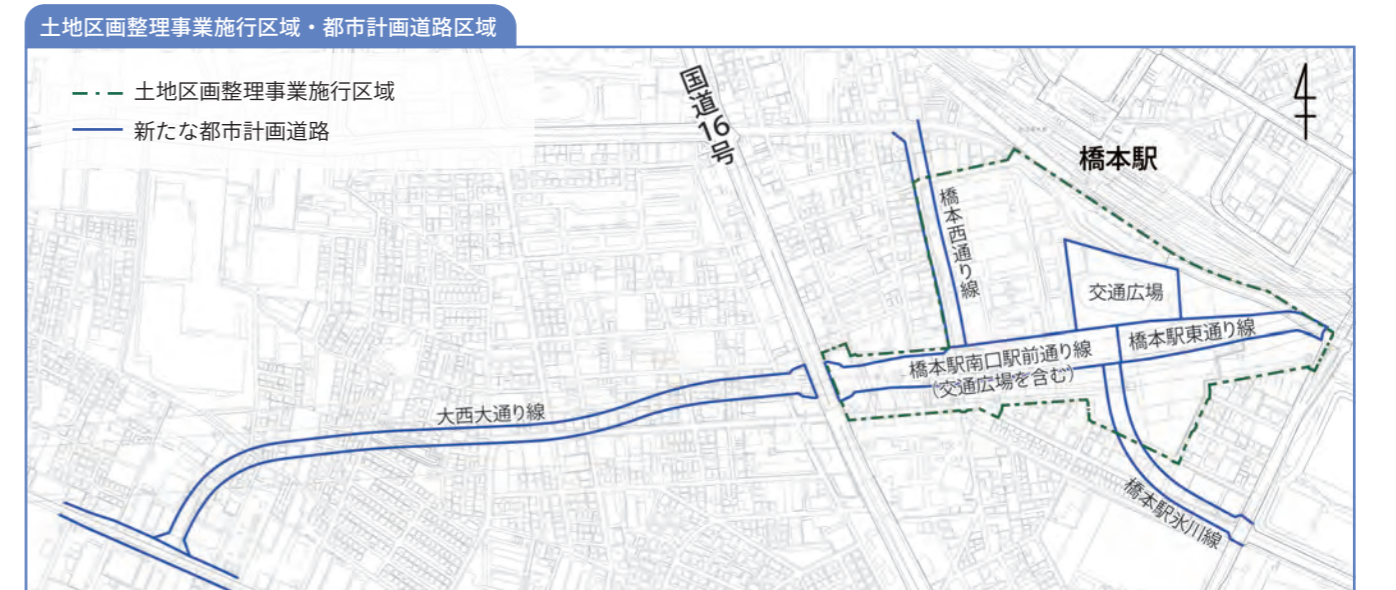 土地区画整理事業施行区域・都市計画道路区域
土地区画整理事業施行区域
新たな都市計画道路
国道16号
橋本駅
橋本西通り線
交通広場
橋本駅東通り線
橋本駅南口駅前通り線
(交通広場を含む)
大西大通り線
橋本駅氷川線